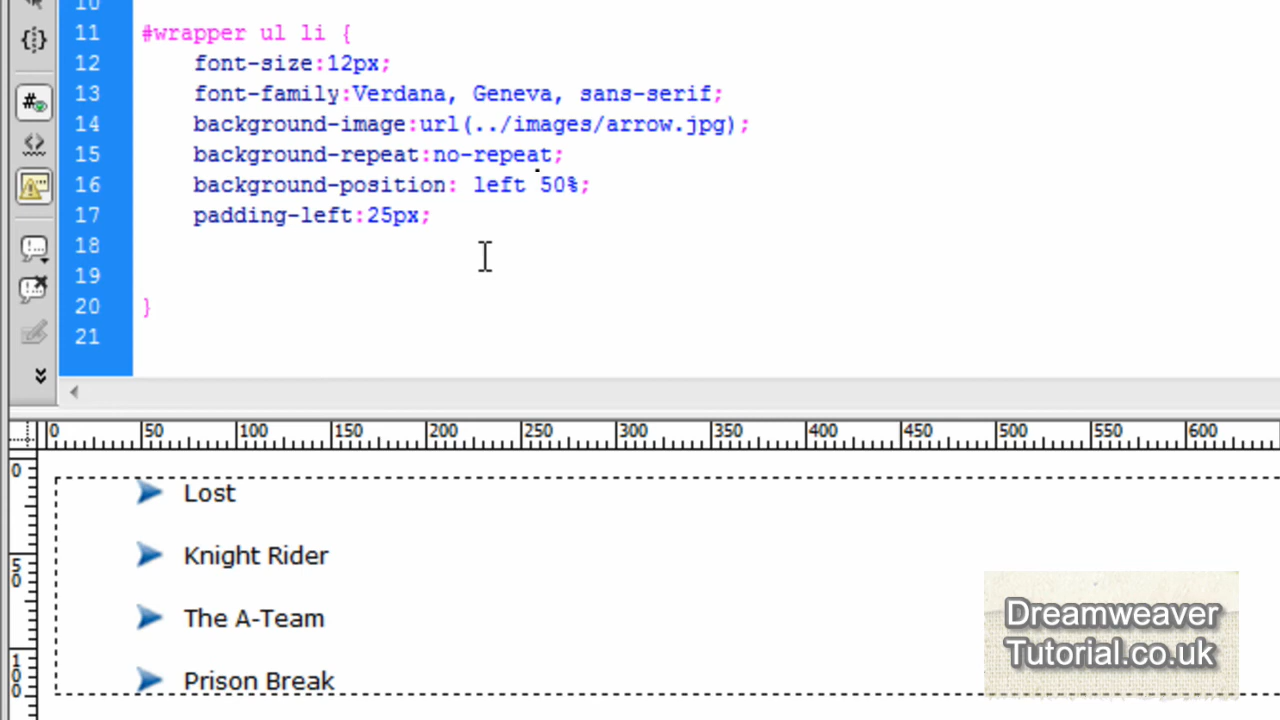 10
11 #wrapper ul li {
12 font-size:12px;
13 font-family:Verdana, Geneva, sans-serif;
14 background-image:url(../images/arrow.jpg);
15 background-repeat:no-repeat;
16 background-position: left 50%;
17 padding-left:25px;
18
19
20 }
21
0 50 100 150 200 250 300 350 400 450 500 550 600
0
50
100
Lost
Knight Rider
The A-Team
Prison Break
Dreamweaver
Tutorial.co.uk